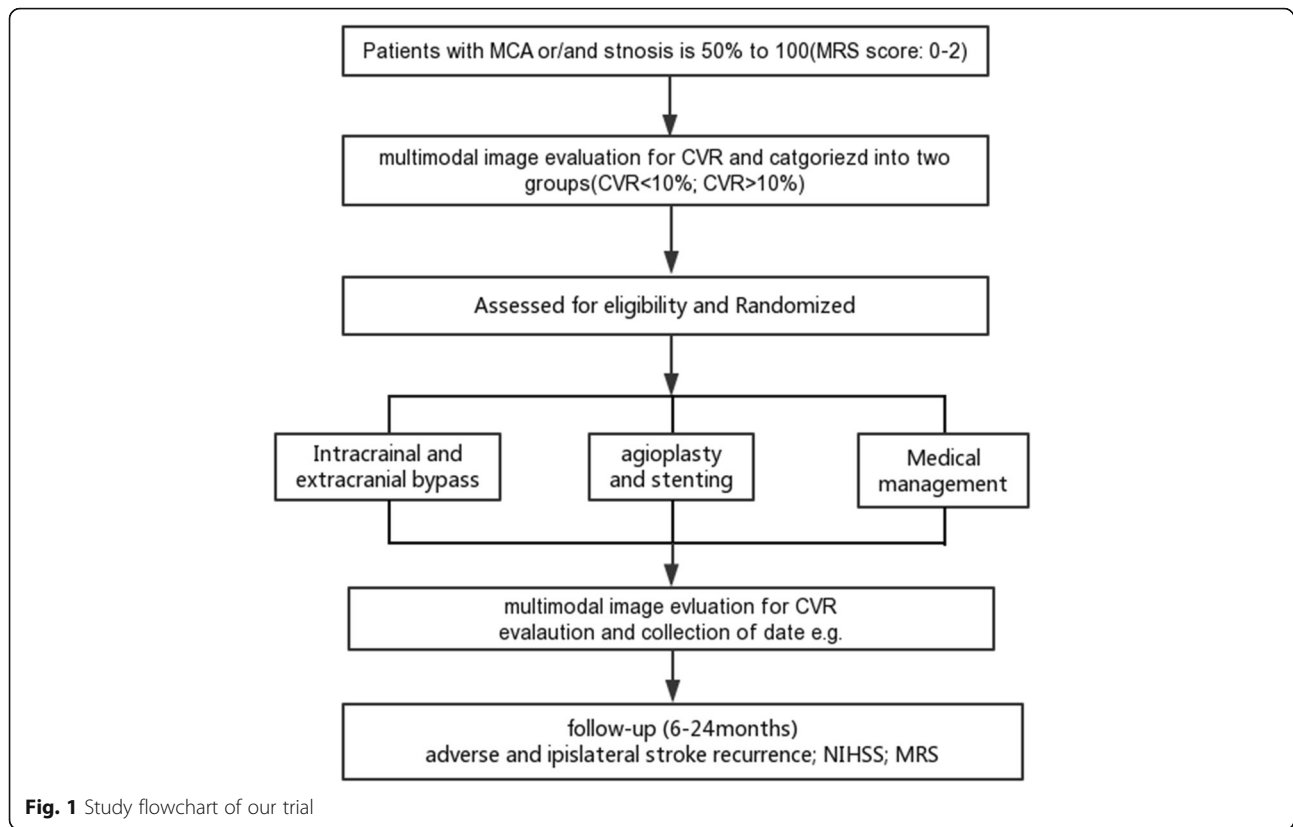 Patients with MCA or/and stnosis is 50% to 100(MRS score: 0-2)
multimodal image evaluation for CVR and catgoriezd into two
groups(CVR<10%; CVR>10%)
Assessed for eligibility and Randomized
Intracrainal and
extracranial bypass
agioplasty
and stenting
Medical
management
multimodal image evluation for CVR
evalaution and collection of date e.g.
follow-up (6-24months)
adverse and ipislateral stroke recurrence; NIHSS; MRS
Fig. 1 Study flowchart of our trial